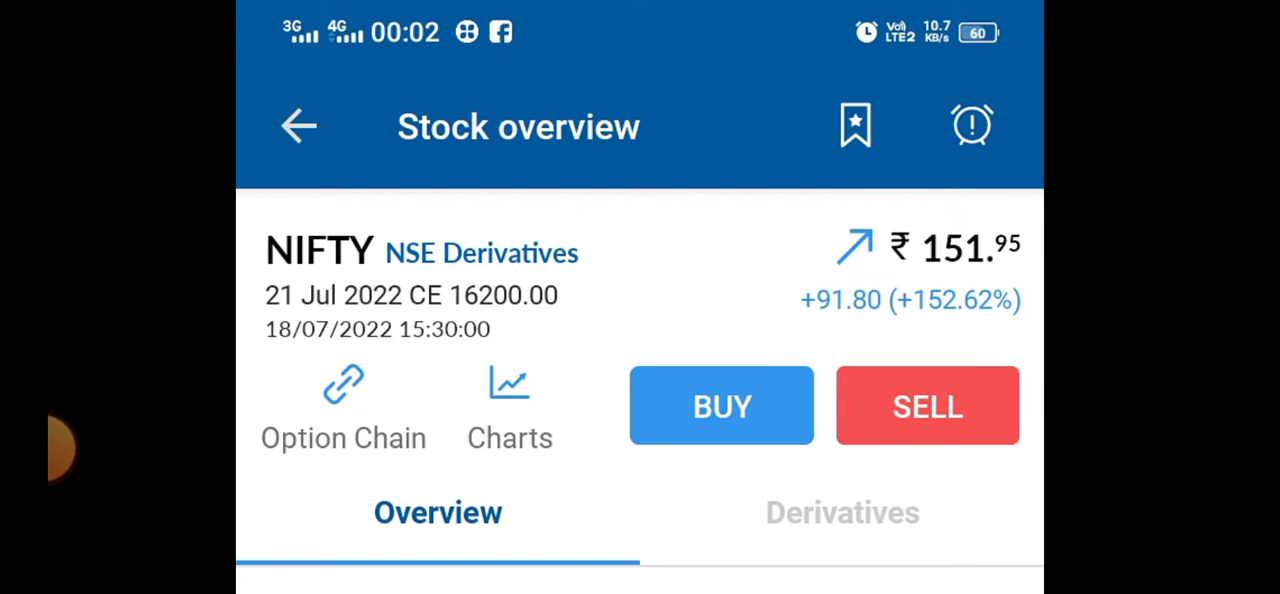 3G 4G 00:02 Vo) LTE2 10.7 KB/s 60
Stock overview
NIFTY NSE Derivatives ₹ 151.95
21 Jul 2022 CE 16200.00 +91.80 (+152.62%)
18/07/2022 15:30:00
BUY SELL
Option Chain Charts
Overview Derivatives